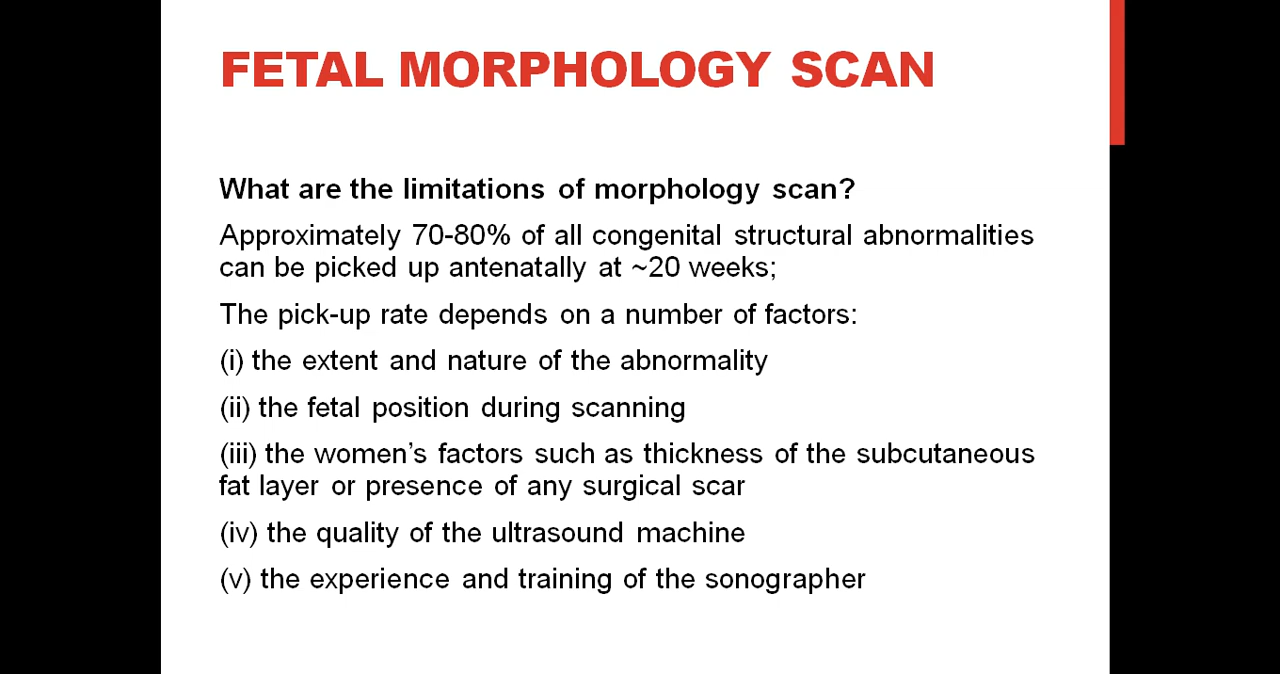 FETAL MORPHOLOGY SCAN
What are the limitations of morphology scan?
Approximately 70-80% of all congenital structural abnormalities
can be picked up antenatally at ~20 weeks;
The pick-up rate depends on a number of factors:
(i) the extent and nature of the abnormality
(ii) the fetal position during scanning
(iii) the women’s factors such as thickness of the subcutaneous
fat layer or presence of any surgical scar
(iv) the quality of the ultrasound machine
(v) the experience and training of the sonographer